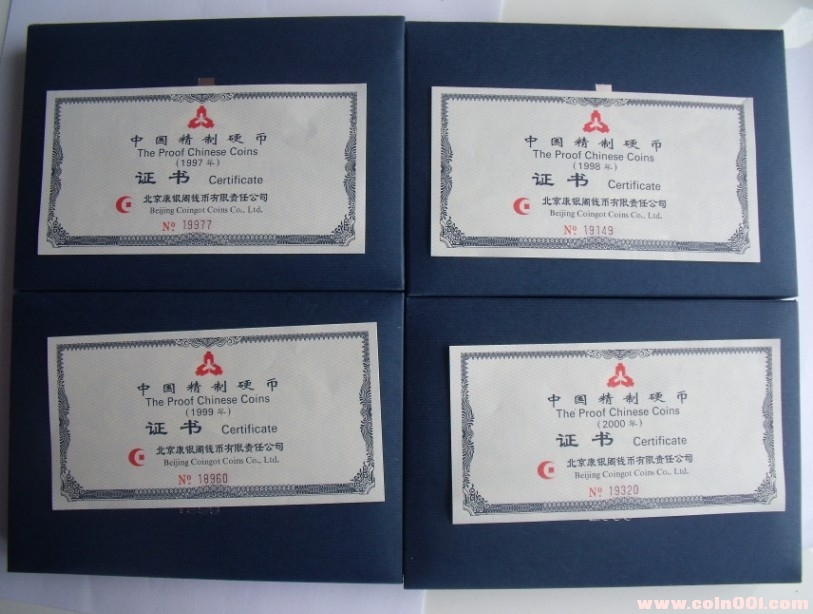 中国精制硬币
The Proof Chinese Coins
(1997年)
证书 Certificate
北京康银阁钱币有限责任公司
Beijing Coingot Coins Co., Ltd.
№ 19977
中国精制硬币
The Proof Chinese Coins
(1998年)
证书 Certificate
北京康银阁钱币有限责任公司
Beijing Coingot Coins Co., Ltd.
№ 19149
中国精制硬币
The Proof Chinese Coins
(1999年)
证书 Certificate
北京康银阁钱币有限责任公司
Beijing Coingot Coins Co., Ltd.
№ 18960
中国精制硬币
The Proof Chinese Coins
(2000年)
证书 Certificate
北京康银阁钱币有限责任公司
Beijing Coingot Coins Co., Ltd.
№ 19320
www.coin001.com